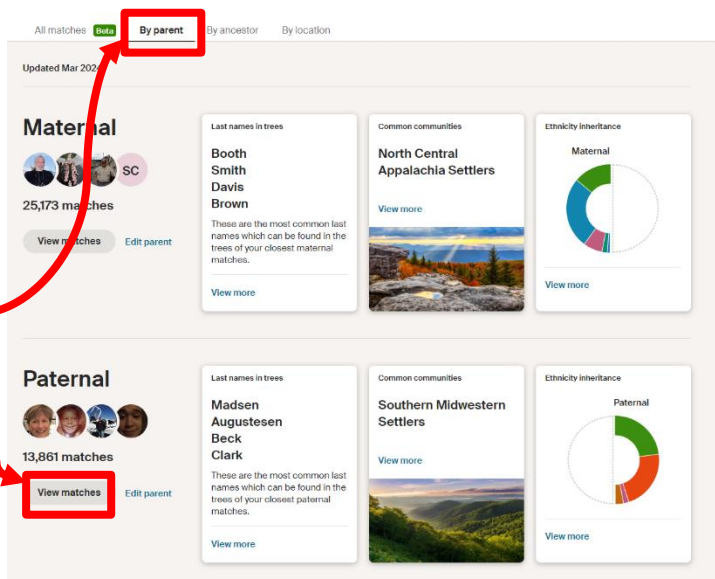 All matches Beta By parent By ancestor By location
Updated Mar 2024
Maternal
SC
25,173 matches
View matches Edit parent
Last names in trees
Booth
Smith
Davis
Brown
These are the most common last
names which can be found in the
trees of your closest maternal
matches.
View more
Common communities
North Central
Appalachia Settlers
View more
Ethnicity inheritance
Maternal
View more
Paternal
13,861 matches
View matches Edit parent
Last names in trees
Madsen
Augustesen
Beck
Clark
These are the most common last
names which can be found in the
trees of your closest paternal
matches.
View more
Common communities
Southern Midwestern
Settlers
View more
Ethnicity inheritance
Paternal
View more